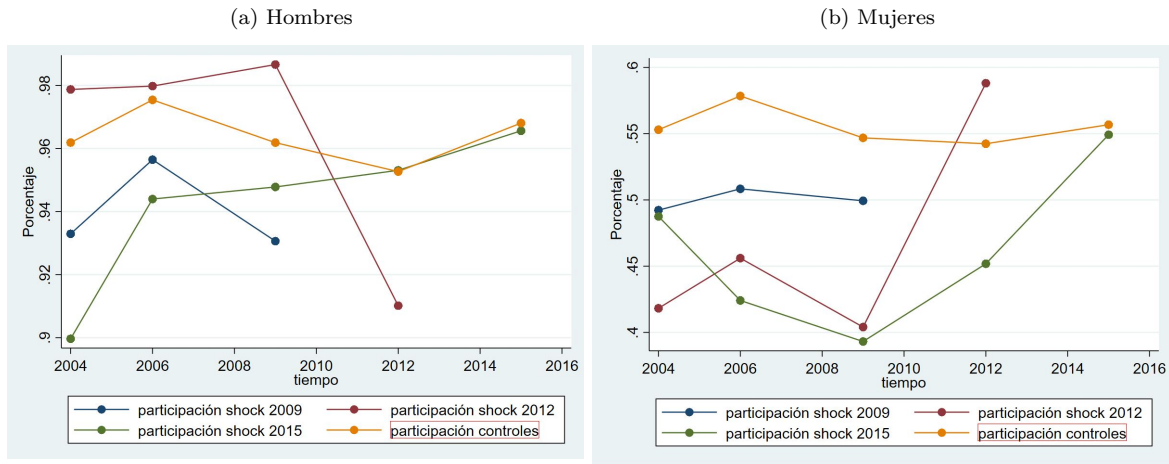 (a) Hombres
.98
.96
.94
.92
.9
Porcentaje
2004 2006 2008 2010 2012 2014 2016
tiempo
participación shock 2009 participación shock 2012
participación shock 2015 participación controles
(b) Mujeres
.6
.55
.5
.45
.4
Porcentaje
2004 2006 2008 2010 2012 2014 2016
tiempo
participación shock 2009 participación shock 2012
participación shock 2015 participación controles